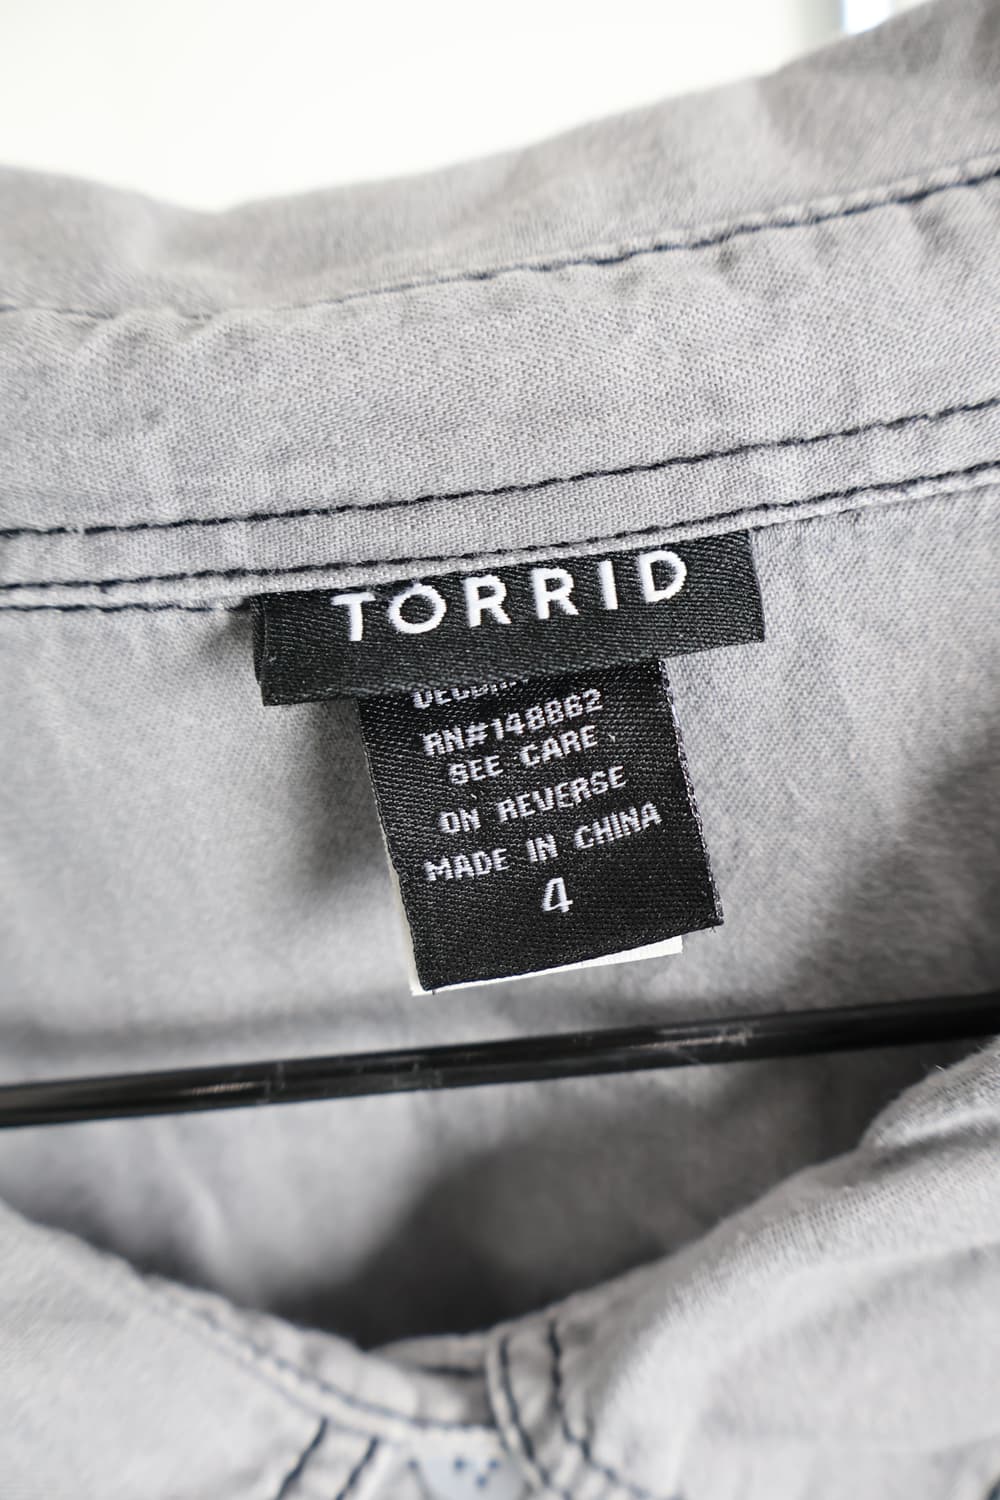 TORRID
RN#148862
SEE CARE
ON REVERSE
MADE IN CHINA
4